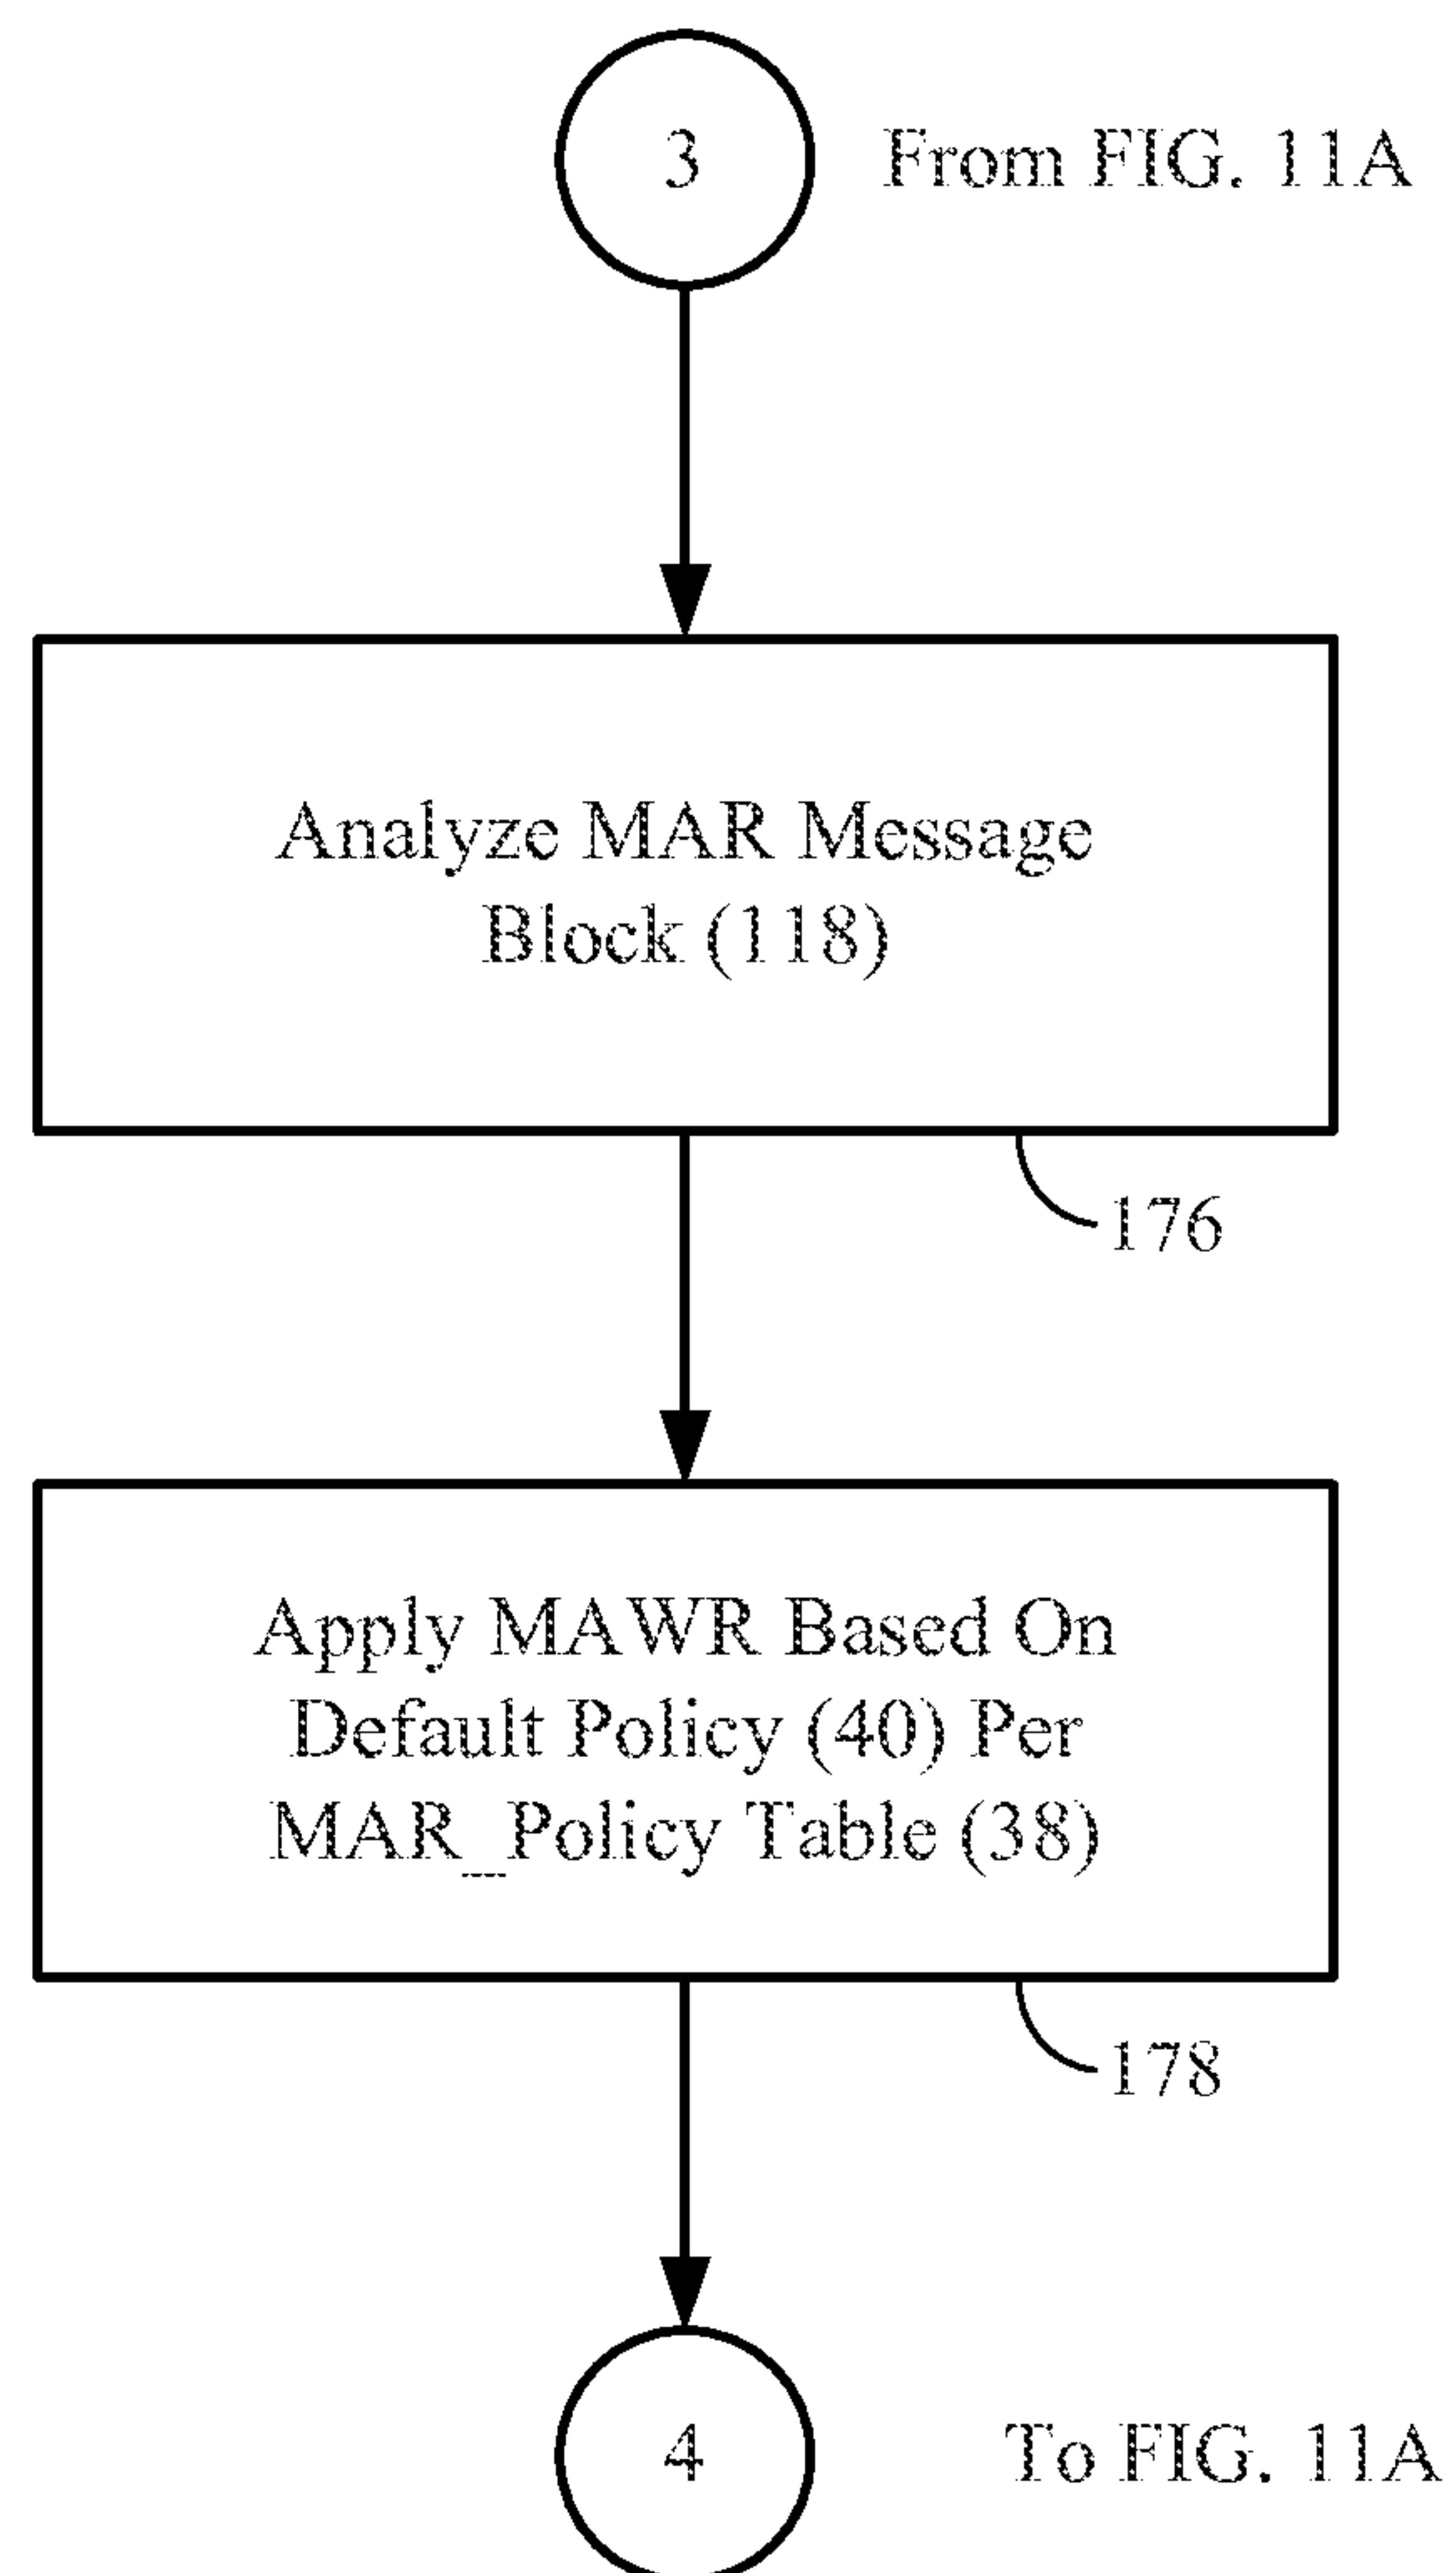 3 From FIG. 11A
Analyze MAR Message
Block (118)
176
Apply MAWR Based On
Default Policy (40) Per
MAR_Policy Table (38)
178
4 To FIG. 11A